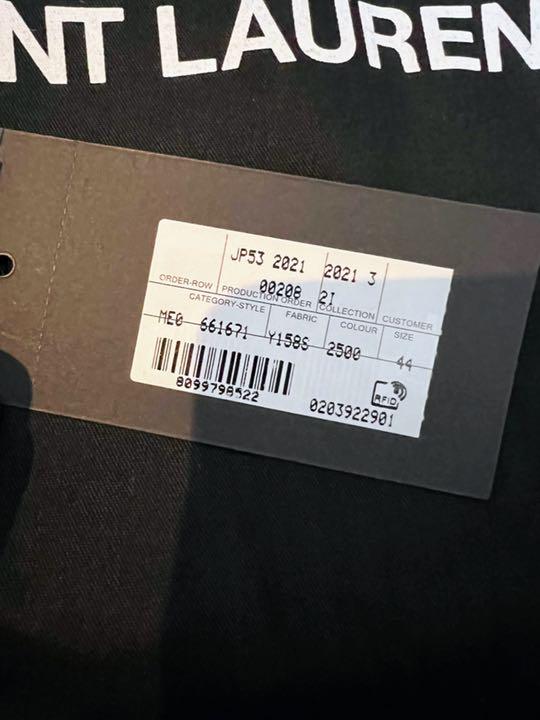 NT LAUREN
JP53 2021 2021 3
00208 2I
ORDER-ROW PRODUCTION ORDER COLLECTION CUSTOMER
CATEGORY-STYLE FABRIC COLOUR SIZE
ME0 661671 Y158S 2500 44
8099798522 0203922901
RFID